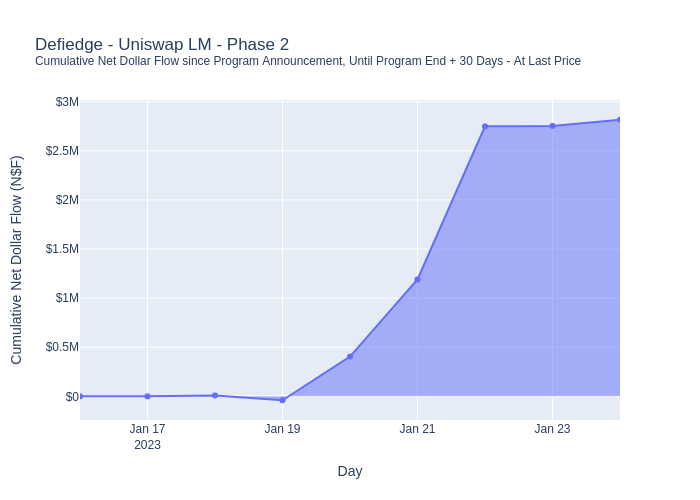 Defiedge - Uniswap LM - Phase 2
Cumulative Net Dollar Flow since Program Announcement, Until Program End + 30 Days - At Last Price
Cumulative Net Dollar Flow (N$F)
$3M
$2.5M
$2M
$1.5M
$1M
$0.5M
$0
Jan 17
2023
Jan 19
Jan 21
Jan 23
Day